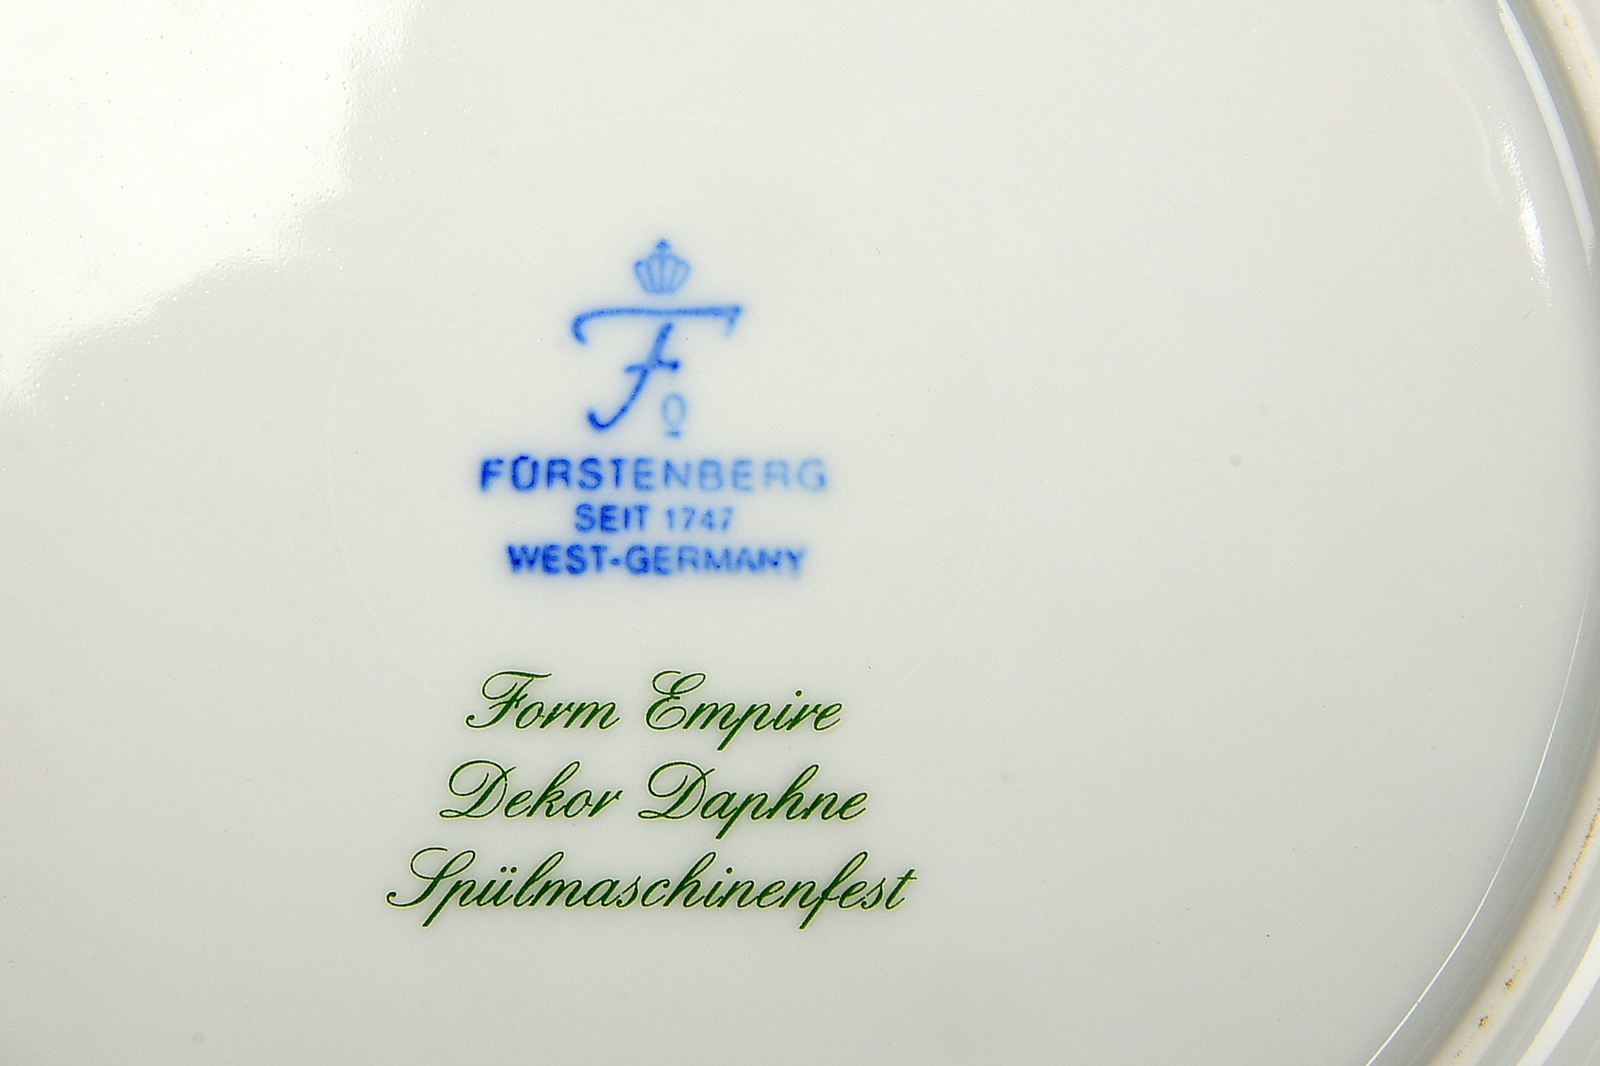 F
O
FÜRSTENBERG
SEIT 1747
WEST-GERMANY
Form Empire
Dekor Daphne
Spülmaschinenfest